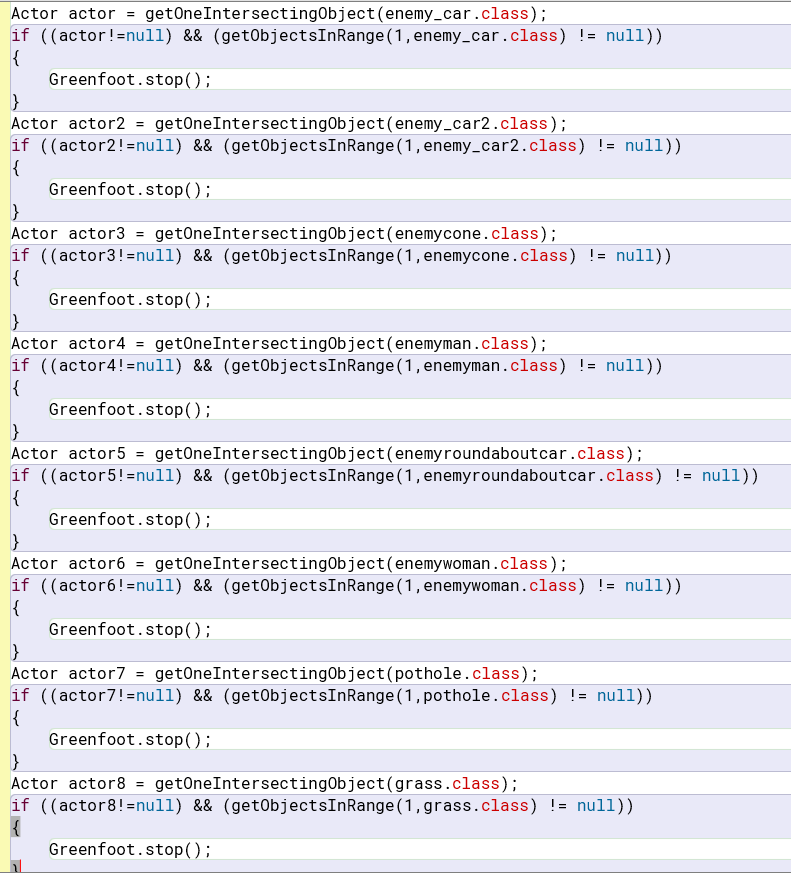 Actor actor = getOneIntersectingObject(enemy_car.class);
if ((actor!=null) && (getObjectsInRange(1,enemy_car.class) != null))
{
    Greenfoot.stop();
}
Actor actor2 = getOneIntersectingObject(enemy_car2.class);
if ((actor2!=null) && (getObjectsInRange(1,enemy_car2.class) != null))
{
    Greenfoot.stop();
}
Actor actor3 = getOneIntersectingObject(enemycone.class);
if ((actor3!=null) && (getObjectsInRange(1,enemycone.class) != null))
{
    Greenfoot.stop();
}
Actor actor4 = getOneIntersectingObject(enemyman.class);
if ((actor4!=null) && (getObjectsInRange(1,enemyman.class) != null))
{
    Greenfoot.stop();
}
Actor actor5 = getOneIntersectingObject(enemyroundaboutcar.class);
if ((actor5!=null) && (getObjectsInRange(1,enemyroundaboutcar.class) != null))
{
    Greenfoot.stop();
}
Actor actor6 = getOneIntersectingObject(enemywoman.class);
if ((actor6!=null) && (getObjectsInRange(1,enemywoman.class) != null))
{
    Greenfoot.stop();
}
Actor actor7 = getOneIntersectingObject(pothole.class);
if ((actor7!=null) && (getObjectsInRange(1,pothole.class) != null))
{
    Greenfoot.stop();
}
Actor actor8 = getOneIntersectingObject(grass.class);
if ((actor8!=null) && (getObjectsInRange(1,grass.class) != null))
{
    Greenfoot.stop();
}